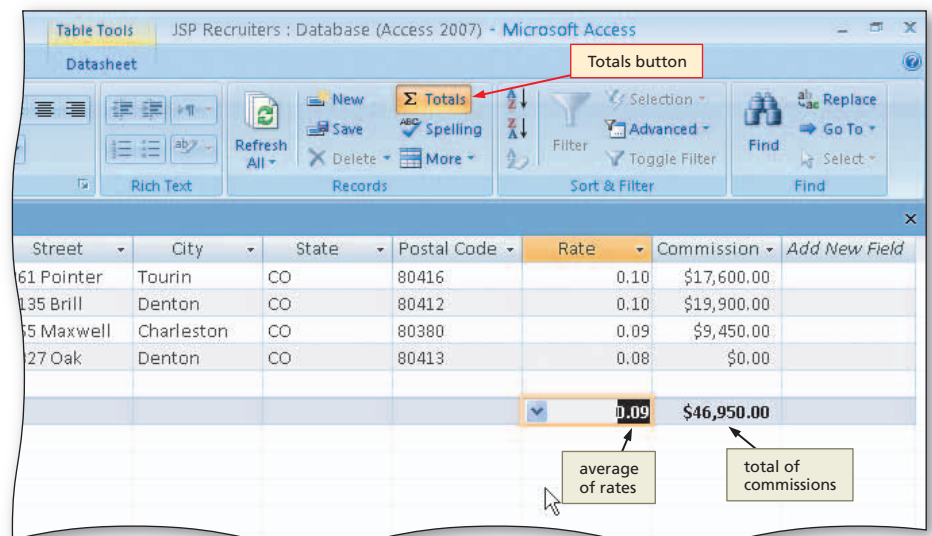 Table Tools JSP Recruiters : Database (Access 2007) - Microsoft Access
Datasheet
Totals button
New
Save
Delete
Refresh All
Σ Totals
ABC Spelling
More
Records
Rich Text
Filter
Selection
Advanced
Toggle Filter
Sort & Filter
Find
Replace
Go To
Select
Find
Street City State Postal Code Rate Commission Add New Field
61 Pointer Tourin CO 80416 0.10 $17,600.00
135 Brill Denton CO 80412 0.10 $19,900.00
55 Maxwell Charleston CO 80380 0.09 $9,450.00
27 Oak Denton CO 80413 0.08 $0.00
0.09 $46,950.00
average
of rates
total of
commissions